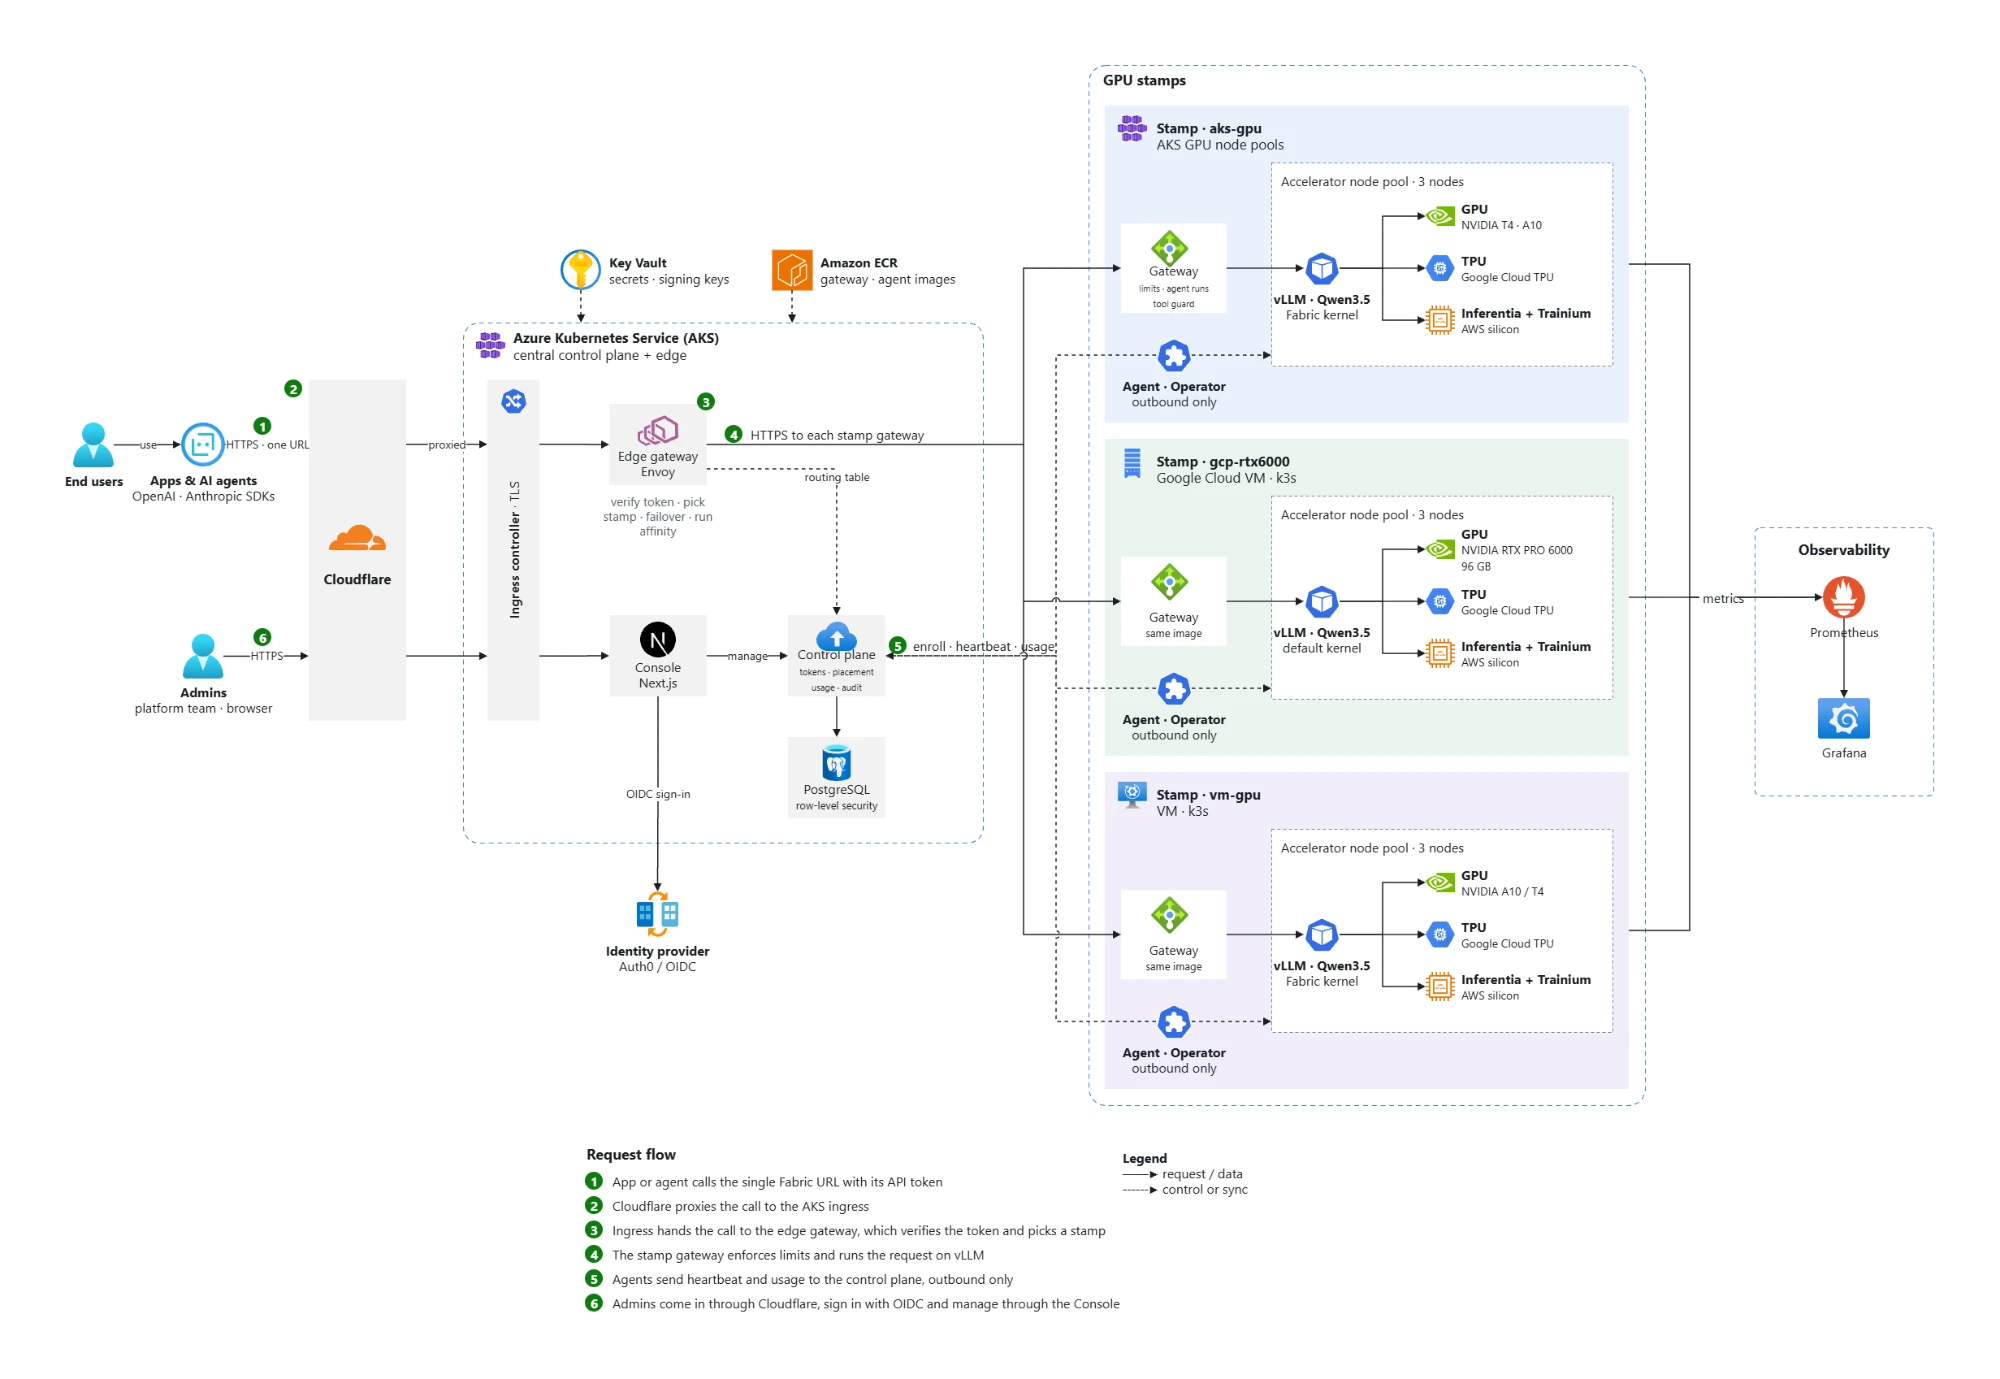 GPU stamps
Stamp · aks-gpu
AKS GPU node pools
Accelerator node pool · 3 nodes
GPU
NVIDIA T4 · A10
TPU
Google Cloud TPU
Inferentia + Trainium
AWS silicon
Gateway
limits · agent runs
tool guard
vLLM · Qwen3.5
Fabric kernel
Agent · Operator
outbound only
Key Vault
secrets · signing keys
Amazon ECR
gateway · agent images
Azure Kubernetes Service (AKS)
central control plane + edge
2
1
3
4
HTTPS to each stamp gateway
End users
use
Apps & AI agents
OpenAI · Anthropic SDKs
HTTPS · one URL
Cloudflare
proxied
Ingress controller · TLS
Edge gateway
Envoy
verify token · pick
stamp · failover · run
affinity
routing table
6
HTTPS
Admins
platform team · browser
Console
Next.js
manage
Control plane
tokens · placement
usage · audit
5
enroll · heartbeat · usage
PostgreSQL
row-level security
OIDC sign-in
Identity provider
Auth0 / OIDC
Stamp · gcp-rtx6000
Google Cloud VM · k3s
Accelerator node pool · 3 nodes
GPU
NVIDIA RTX PRO 6000
96 GB
TPU
Google Cloud TPU
Inferentia + Trainium
AWS silicon
Gateway
same image
vLLM · Qwen3.5
default kernel
Agent · Operator
outbound only
Stamp · vm-gpu
VM · k3s
Accelerator node pool · 3 nodes
GPU
NVIDIA A10 / T4
TPU
Google Cloud TPU
Inferentia + Trainium
AWS silicon
Gateway
same image
vLLM · Qwen3.5
Fabric kernel
Agent · Operator
outbound only
metrics
Observability
Prometheus
Grafana
Request flow
1 App or agent calls the single Fabric URL with its API token
2 Cloudflare proxies the call to the AKS ingress
3 Ingress hands the call to the edge gateway, which verifies the token and picks a stamp
4 The stamp gateway enforces limits and runs the request on vLLM
5 Agents send heartbeat and usage to the control plane, outbound only
6 Admins come in through Cloudflare, sign in with OIDC and manage through the Console
Legend
request / data
control or sync